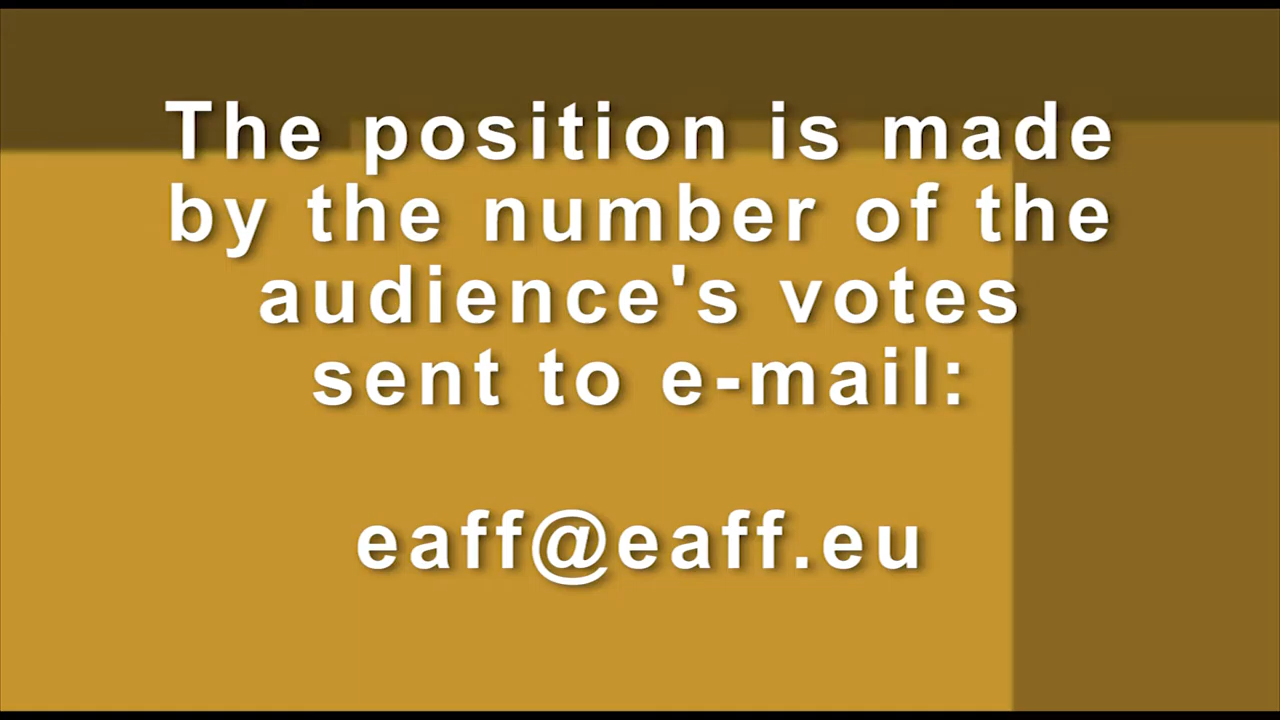 The position is made
by the number of the
audience's votes
sent to e-mail:
eaff@eaff.eu